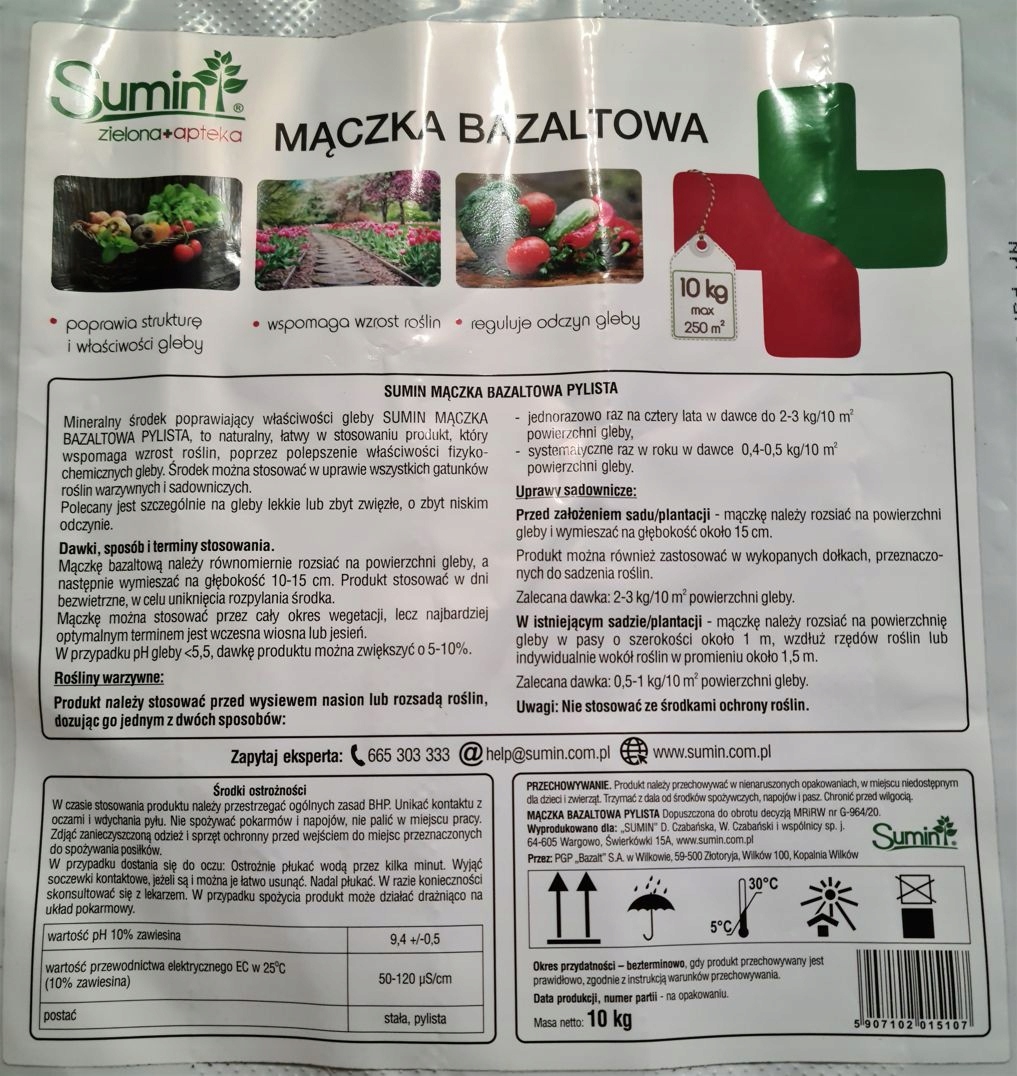 Sumin®
zielona+apteka
MĄCZKA BAZALTOWA
10 kg
max
250 m²
• poprawia strukturę
i właściwości gleby
• wspomaga wzrost roślin
• reguluje odczyn gleby
SUMIN MĄCZKA BAZALTOWA PYLISTA
Mineralny środek poprawiający właściwości gleby SUMIN MĄCZKA
BAZALTOWA PYLISTA, to naturalny, łatwy w stosowaniu produkt, który
wspomaga wzrost roślin, poprzez polepszenie właściwości fizyko-
chemicznych gleby. Środek można stosować w uprawie wszystkich gatunków
roślin warzywnych i sadowniczych.
Polecany jest szczególnie na gleby lekkie lub zbyt zwięzłe, o zbyt niskim
odczynie.
Dawki, sposób i terminy stosowania.
Mączkę bazaltową należy równomiernie rozsiać na powierzchni gleby, a
następnie wymieszać na głębokość 10-15 cm. Produkt stosować w dni
bezwietrzne, w celu uniknięcia rozpylania środka.
Mączkę można stosować przez cały okres wegetacji, lecz najbardziej
optymalnym terminem jest wczesna wiosna lub jesień.
W przypadku pH gleby <5,5, dawkę produktu można zwiększyć o 5-10%.
Rośliny warzywne:
Produkt należy stosować przed wysiewem nasion lub rozsadą roślin,
dozując go jednym z dwóch sposobów:
- jednorazowo raz na cztery lata w dawce do 2-3 kg/10 m²
powierzchni gleby,
- systematyczne raz w roku w dawce 0,4-0,5 kg/10 m²
powierzchni gleby.
Uprawy sadownicze:
Przed założeniem sadu/plantacji - mączkę należy rozsiać na powierzchni
gleby i wymieszać na głębokość około 15 cm.
Produkt można również zastosować w wykopanych dołkach, przeznaczo-
nych do sadzenia roślin.
Zalecana dawka: 2-3 kg/10 m² powierzchni gleby.
W istniejącym sadzie/plantacji - mączkę należy rozsiać na powierzchnię
gleby w pasy o szerokości około 1 m, wzdłuż rzędów roślin lub
indywidualnie wokół roślin w promieniu około 1,5 m.
Zalecana dawka: 0,5-1 kg/10 m² powierzchni gleby.
Uwagi: Nie stosować ze środkami ochrony roślin.
Zapytaj eksperta: 665 303 333 @ help@sumin.com.pl www.sumin.com.pl
Środki ostrożności
W czasie stosowania produktu należy przestrzegać ogólnych zasad BHP. Unikać kontaktu z
oczami i wdychania pyłu. Nie spożywać pokarmów i napojów, nie palić w miejscu pracy.
Zdjąć zanieczyszczoną odzież i sprzęt ochronny przed wejściem do miejsc przeznaczonych
do spożywania posiłków.
W przypadku dostania się do oczu: Ostrożnie płukać wodą przez kilka minut. Wyjąć
soczewki kontaktowe, jeżeli są i można je łatwo usunąć. Nadal płukać. W razie konieczności
skonsultować się z lekarzem. W przypadku spożycia produkt może działać drażniąco na
układ pokarmowy.
wartość pH 10% zawiesina 9,4 +/-0,5
wartość przewodnictwa elektrycznego EC w 25°C
(10% zawiesina) 50-120 µS/cm
postać stała, pylista
PRZECHOWYWANIE. Produkt należy przechowywać w nienaruszonych opakowaniach, w miejscu niedostępnym
dla dzieci i zwierząt. Trzymać z dala od środków spożywczych, napojów i pasz. Chronić przed wilgocią.
MĄCZKA BAZALTOWA PYLISTA Dopuszczona do obrotu decyzją MRiRW nr G-964/20.
Wyprodukowano dla: „SUMIN" D. Czabańska, W. Czabański i wspólnicy sp. j.
64-605 Wargowo, Świerkówki 15A, www.sumin.com.pl
Przez: PGP „Bazalt" S.A. w Wilkowie, 59-500 Złotoryja, Wilków 100, Kopalnia Wilków
Sumin®
30°C
5°C
Okres przydatności – bezterminowo, gdy produkt przechowywany jest
prawidłowo, zgodnie z instrukcją warunków przechowywania.
Data produkcji, numer partii - na opakowaniu.
Masa netto: 10 kg
5 907102 015107